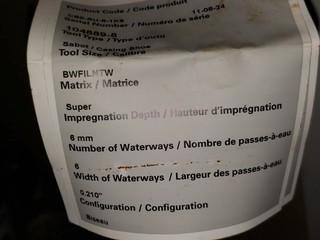 Product Code / Code produit
11-08-24
Serial Number / Numéro de série
104889-8
Tool Type / Type d'outil
Sabot / Casing Shoe
Tool Size / Calibre
Matrix / Matrice
Super
Impregnation Depth / Hauteur d'imprégnation
6 mm
Number of Waterways / Nombre de passes-à-eau
6
Width of Waterways / Largeur des passes-à-eau
0.210"
Configuration / Configuration
Biseau